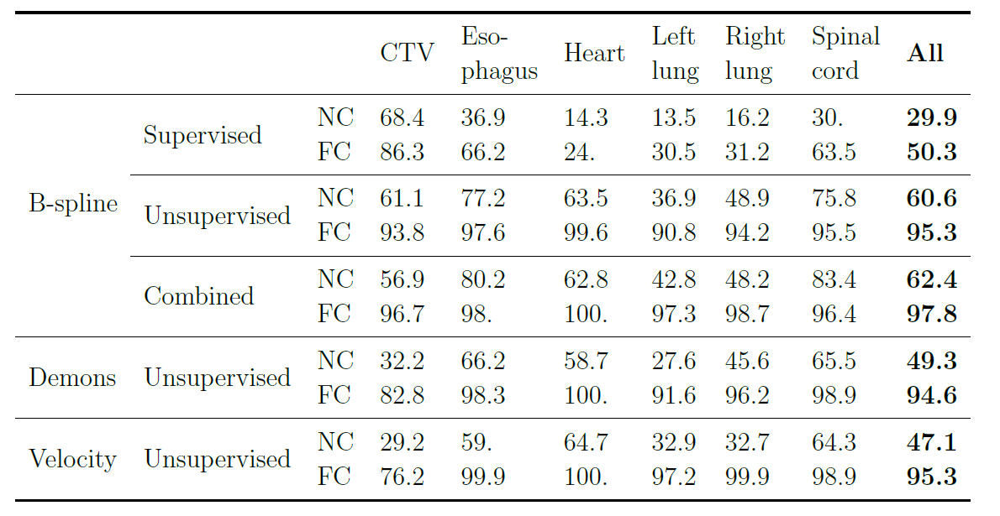 CTV Eso- phagus Heart Left lung Right lung Spinal cord All
B-spline Supervised NC 68.4 36.9 14.3 13.5 16.2 30. 29.9
FC 86.3 66.2 24. 30.5 31.2 63.5 50.3
Unsupervised NC 61.1 77.2 63.5 36.9 48.9 75.8 60.6
FC 93.8 97.6 99.6 90.8 94.2 95.5 95.3
Combined NC 56.9 80.2 62.8 42.8 48.2 83.4 62.4
FC 96.7 98. 100. 97.3 98.7 96.4 97.8
Demons Unsupervised NC 32.2 66.2 58.7 27.6 45.6 65.5 49.3
FC 82.8 98.3 100. 91.6 96.2 98.9 94.6
Velocity Unsupervised NC 29.2 59. 64.7 32.9 32.7 64.3 47.1
FC 76.2 99.9 100. 97.2 99.9 98.9 95.3